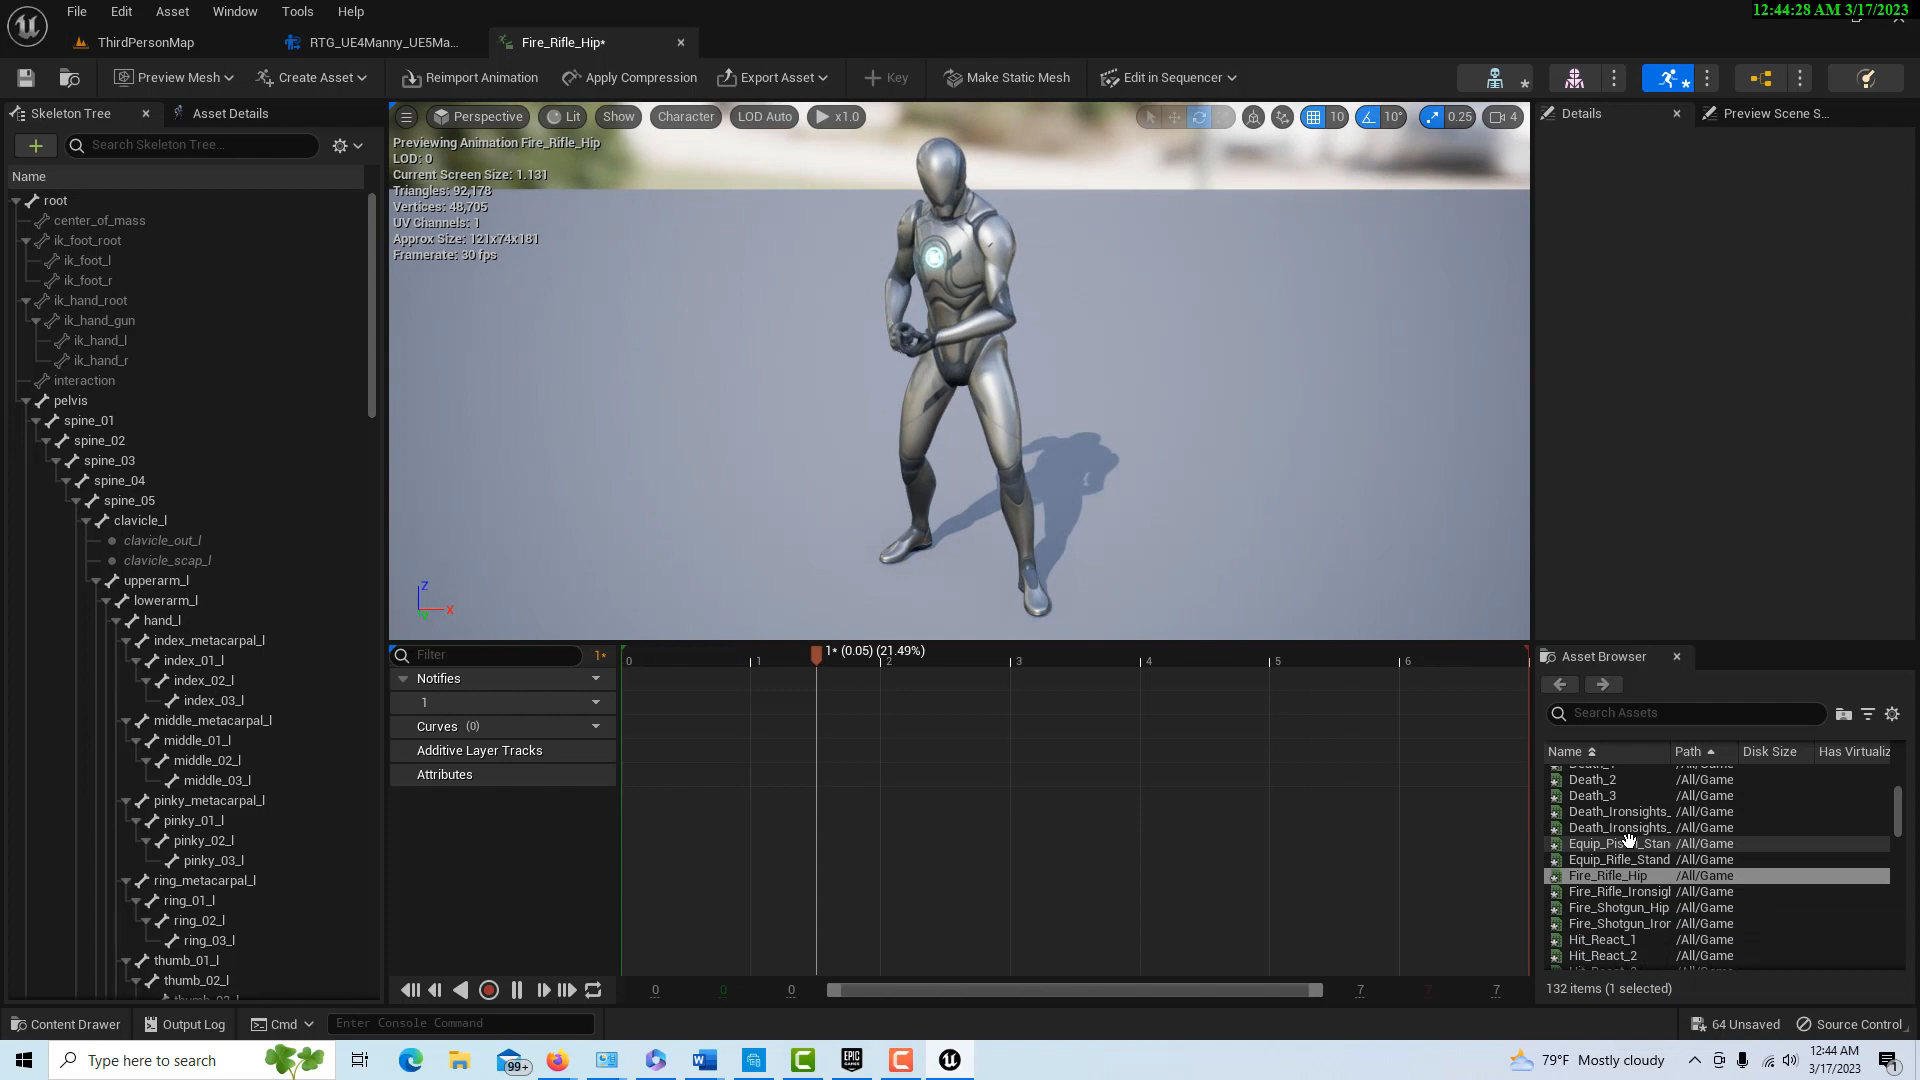 File Edit Asset Window Tools Help
12:44:28 AM 3/17/2023
ThirdPersonMap RTG_UE4Manny_UE5Ma... Fire_Rifle_Hip*
Preview Mesh Create Asset Reimport Animation Apply Compression Export Asset Key Make Static Mesh Edit in Sequencer
Skeleton Tree Asset Details
Search Skeleton Tree...
Name
root
center_of_mass
ik_foot_root
ik_foot_l
ik_foot_r
ik_hand_root
ik_hand_gun
ik_hand_l
ik_hand_r
interaction
pelvis
spine_01
spine_02
spine_03
spine_04
spine_05
clavicle_l
clavicle_out_l
clavicle_scap_l
upperarm_l
lowerarm_l
hand_l
index_metacarpal_l
index_01_l
index_02_l
index_03_l
middle_metacarpal_l
middle_01_l
middle_02_l
middle_03_l
pinky_metacarpal_l
pinky_01_l
pinky_02_l
pinky_03_l
ring_metacarpal_l
ring_01_l
ring_02_l
ring_03_l
thumb_01_l
thumb_02_l
Perspective Lit Show Character LOD Auto x1.0 10 10° 0.25 4
Previewing Animation Fire_Rifle_Hip
LOD: 0
Current Screen Size: 1.131
Triangles: 92,178
Vertices: 48,705
UV Channels: 1
Approx Size: 121x74x181
Framerate: 30 fps
Z
X
Filter 1*
1* (0.05) (21.49%)
0 1 2 3 4 5 6
Notifies
1
Curves (0)
Additive Layer Tracks
Attributes
0 0 0 7 7 7
Details Preview Scene S...
Asset Browser
Search Assets
Name Path Disk Size Has Virtualiz
Death_2 /All/Game
Death_3 /All/Game
Death_Ironsights_ /All/Game
Death_Ironsights_ /All/Game
Equip_Pistol_Stan /All/Game
Equip_Rifle_Stand /All/Game
Fire_Rifle_Hip /All/Game
Fire_Rifle_Ironsigl /All/Game
Fire_Shotgun_Hip /All/Game
Fire_Shotgun_Iror /All/Game
Hit_React_1 /All/Game
Hit_React_2 /All/Game
132 items (1 selected)
Content Drawer Output Log Cmd Enter Console Command 64 Unsaved Source Control
Type here to search 99+ EPIC GAMES 79°F Mostly cloudy 12:44 AM
3/17/2023 1